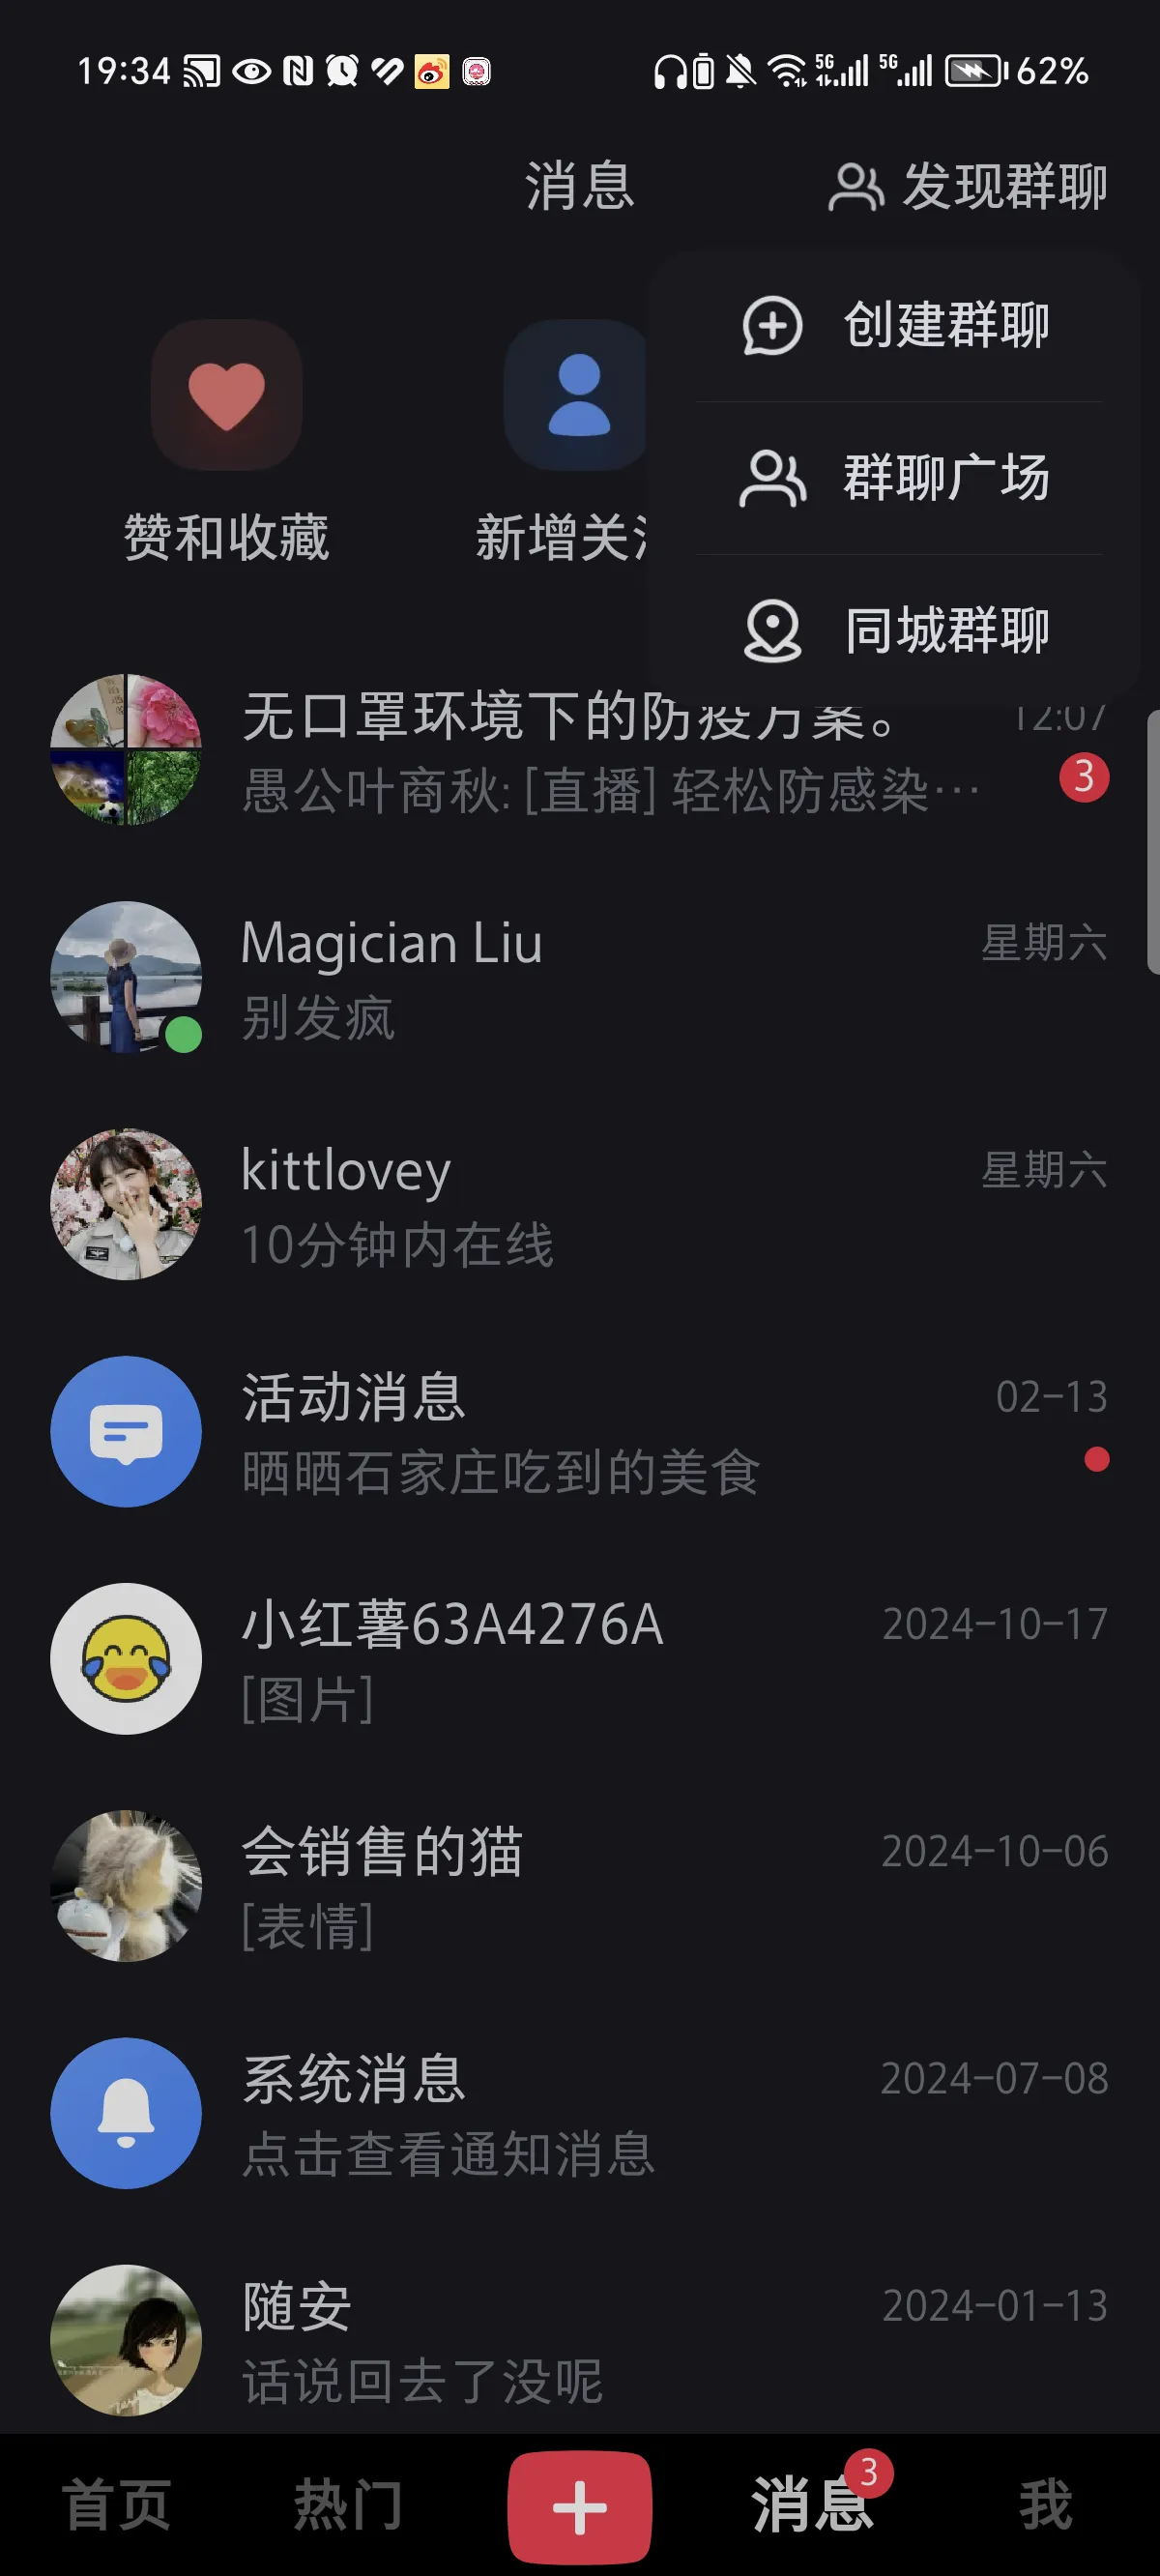 19:34
5G
5G
62%
消息
发现群聊
创建群聊
群聊广场
同城群聊
赞和收藏
新增关
无口罩环境下的防疫方案。
12:07
愚公叶商秋: [直播] 轻松防感染…
3
Magician Liu
星期六
别发疯
kittlovey
星期六
10分钟内在线
活动消息
02-13
晒晒石家庄吃到的美食
小红薯63A4276A
2024-10-17
[图片]
会销售的猫
2024-10-06
[表情]
系统消息
2024-07-08
点击查看通知消息
随安
2024-01-13
话说回去了没呢
首页
热门
消息
3
我